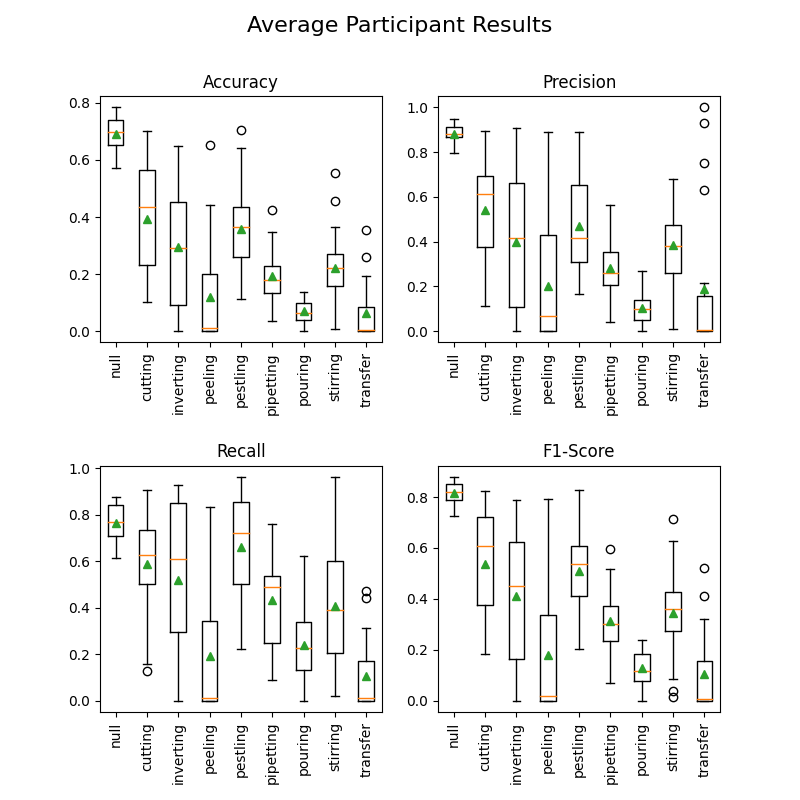 Average Participant Results
Accuracy
0.8
0.6
0.4
0.2
0.0
null
cutting
inverting
peeling
pestling
pipetting
pouring
stirring
transfer
Precision
1.0
0.8
0.6
0.4
0.2
0.0
null
cutting
inverting
peeling
pestling
pipetting
pouring
stirring
transfer
Recall
1.0
0.8
0.6
0.4
0.2
0.0
null
cutting
inverting
peeling
pestling
pipetting
pouring
stirring
transfer
F1-Score
0.8
0.6
0.4
0.2
0.0
null
cutting
inverting
peeling
pestling
pipetting
pouring
stirring
transfer